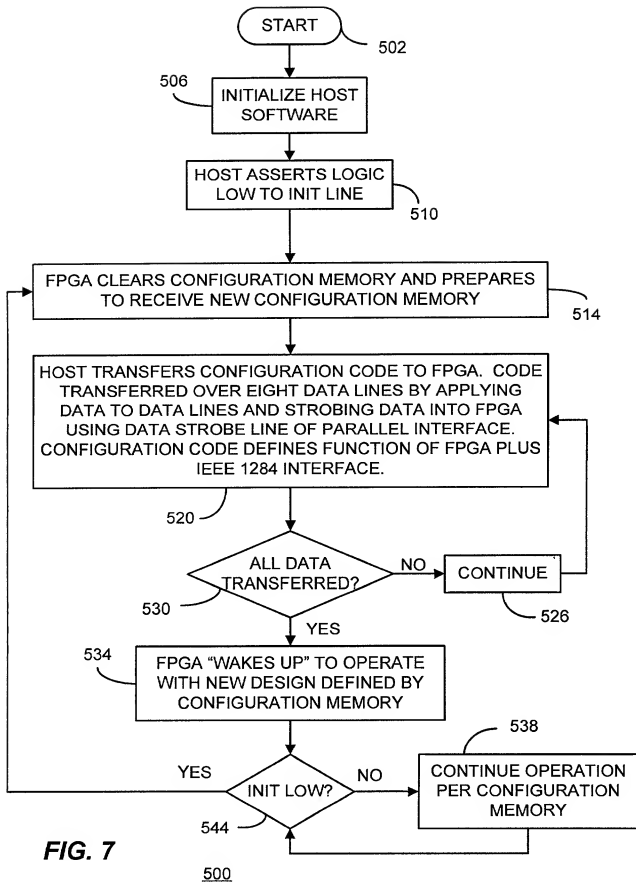 START
502
506
INITIALIZE HOST
SOFTWARE
HOST ASSERTS LOGIC
LOW TO INIT LINE
510
FPGA CLEARS CONFIGURATION MEMORY AND PREPARES
TO RECEIVE NEW CONFIGURATION MEMORY
514
HOST TRANSFERS CONFIGURATION CODE TO FPGA. CODE
TRANSFERRED OVER EIGHT DATA LINES BY APPLYING
DATA TO DATA LINES AND STROBING DATA INTO FPGA
USING DATA STROBE LINE OF PARALLEL INTERFACE.
CONFIGURATION CODE DEFINES FUNCTION OF FPGA PLUS
IEEE 1284 INTERFACE.
520
ALL DATA
TRANSFERRED?
530
NO
CONTINUE
526
YES
534
FPGA “WAKES UP” TO OPERATE
WITH NEW DESIGN DEFINED BY
CONFIGURATION MEMORY
538
YES
INIT LOW?
NO
544
CONTINUE OPERATION
PER CONFIGURATION
MEMORY
FIG. 7
500